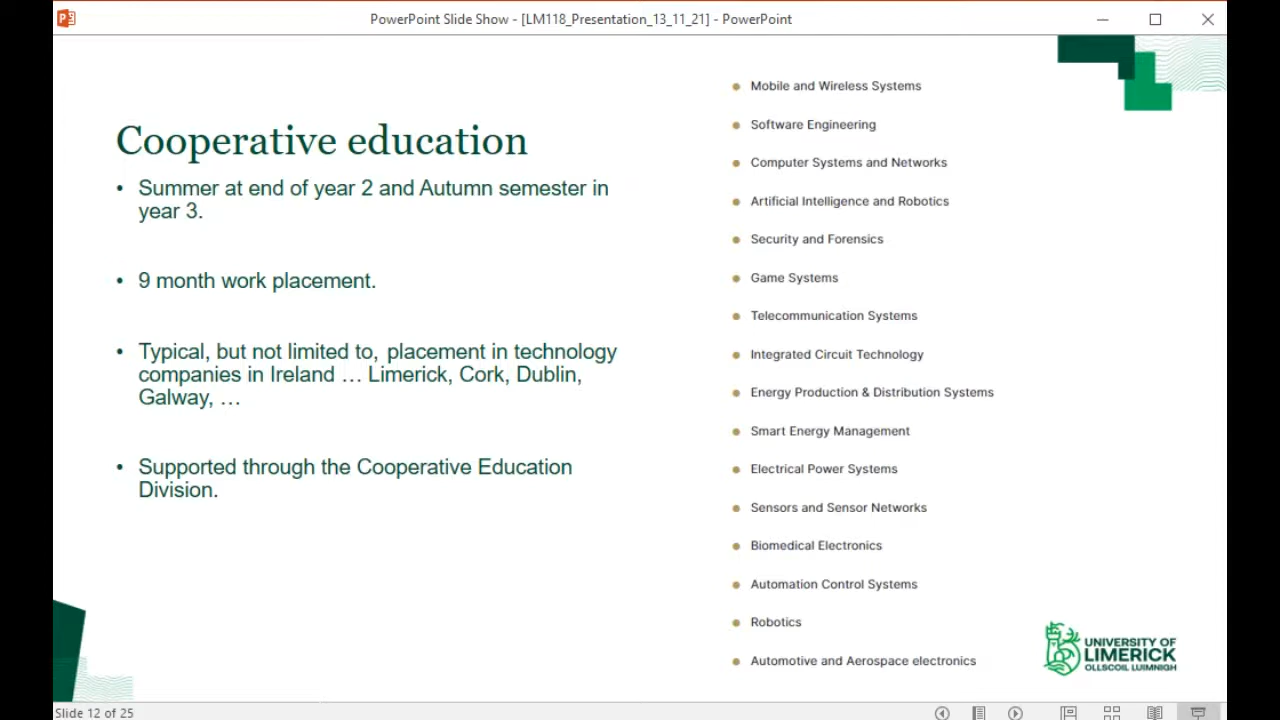 PowerPoint Slide Show - [LM118_Presentation_13_11_21] - PowerPoint
Cooperative education
• Summer at end of year 2 and Autumn semester in
year 3.
• 9 month work placement.
• Typical, but not limited to, placement in technology
companies in Ireland … Limerick, Cork, Dublin,
Galway, …
• Supported through the Cooperative Education
Division.
Mobile and Wireless Systems
Software Engineering
Computer Systems and Networks
Artificial Intelligence and Robotics
Security and Forensics
Game Systems
Telecommunication Systems
Integrated Circuit Technology
Energy Production & Distribution Systems
Smart Energy Management
Electrical Power Systems
Sensors and Sensor Networks
Biomedical Electronics
Automation Control Systems
Robotics
Automotive and Aerospace electronics
UNIVERSITY OF
LIMERICK
OLLSCOIL LUIMNIGH
Slide 12 of 25